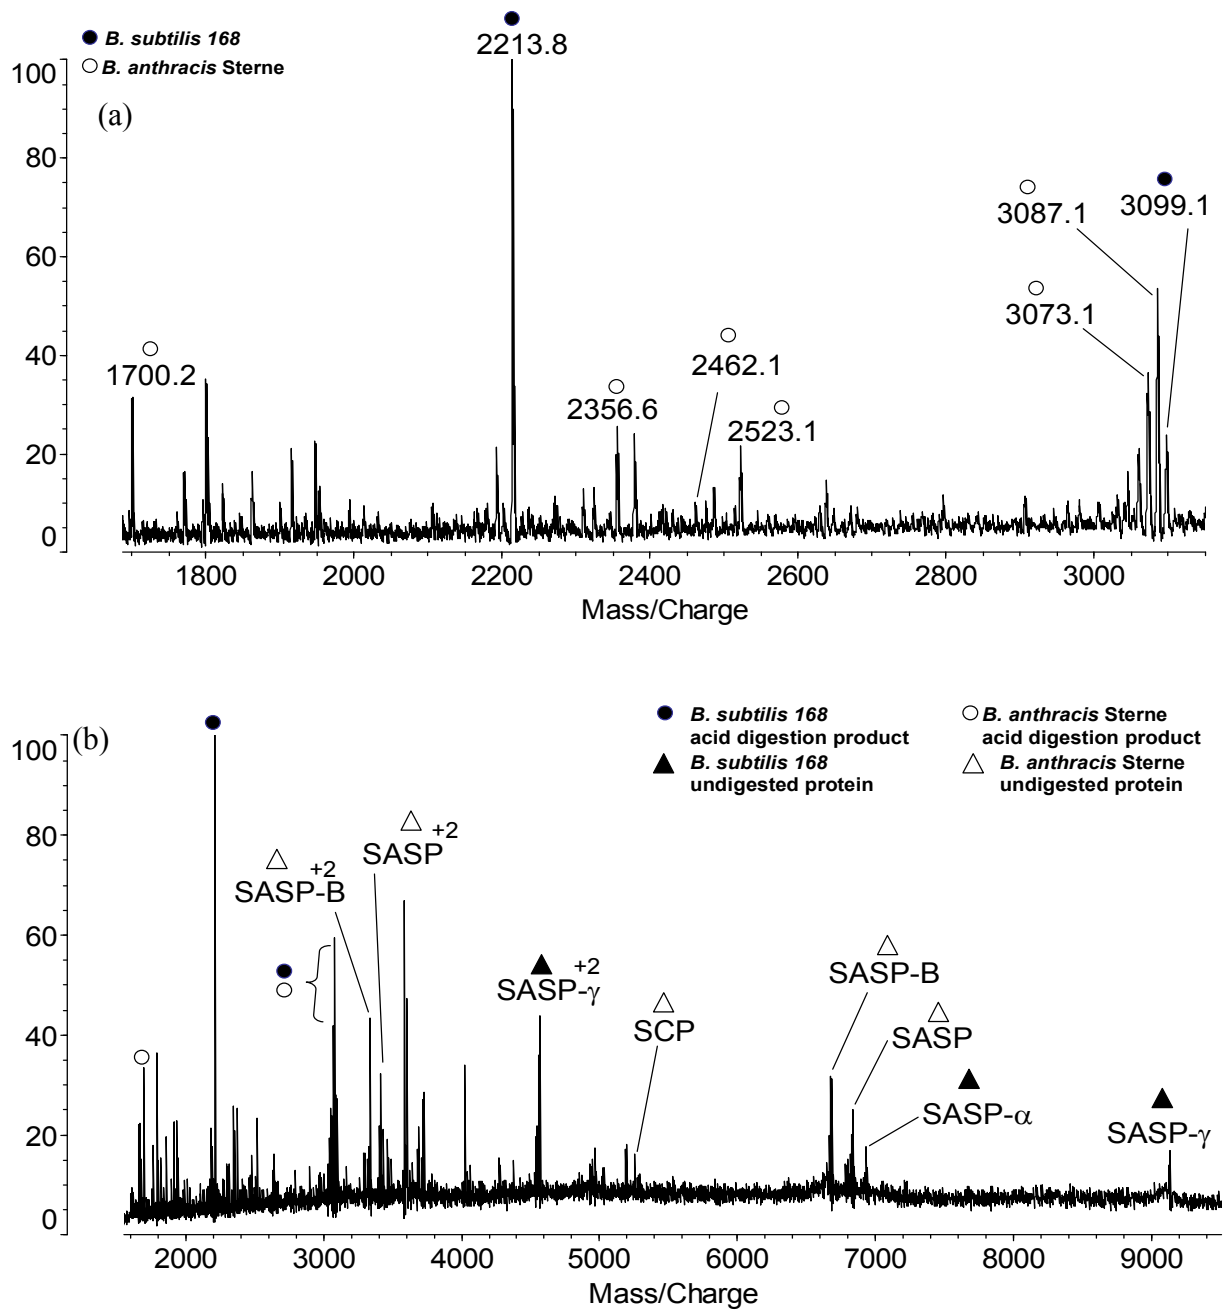 B. subtilis 168
B. anthracis Sterne
(a)
2213.8
3087.1
3099.1
3073.1
2462.1
1700.2
2356.6
2523.1
100
80
60
40
20
0
1800 2000 2200 2400 2600 2800 3000
Mass/Charge
(b)
B. subtilis 168
acid digestion product
B. anthracis Sterne
acid digestion product
B. subtilis 168
undigested protein
B. anthracis Sterne
undigested protein
SASP-B +2
SASP +2
SASP-γ +2
SCP
SASP-B
SASP
SASP-α
SASP-γ
100
80
60
40
20
0
2000 3000 4000 5000 6000 7000 8000 9000
Mass/Charge